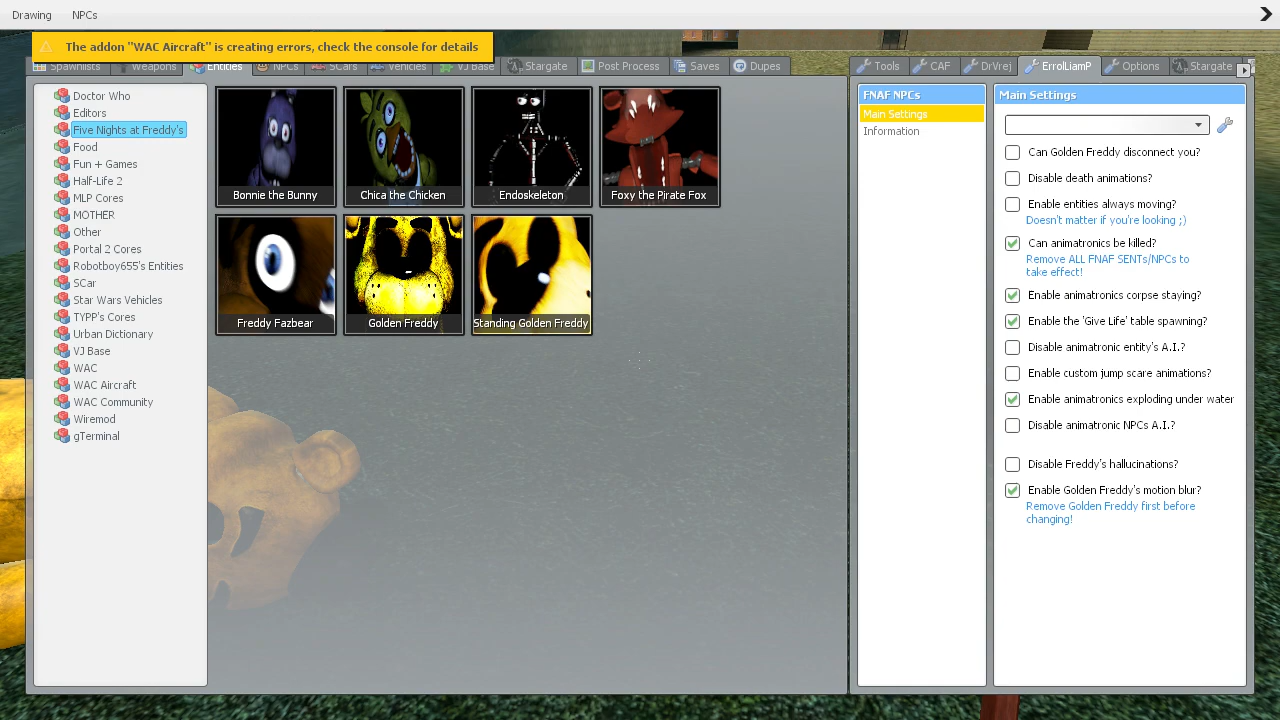 Drawing NPCs
The addon "WAC Aircraft" is creating errors, check the console for details
Spawnlists Weapons Entities NPCs SCars Vehicles VJ Base Stargate Post Process Saves Dupes
Tools CAF DrVrej ErrolLiamP Options Stargate
Doctor Who
Editors
Five Nights at Freddy's
Food
Fun + Games
Half-Life 2
MLP Cores
MOTHER
Other
Portal 2 Cores
Robotboy655's Entities
SCar
Star Wars Vehicles
TYPP's Cores
Urban Dictionary
VJ Base
WAC
WAC Aircraft
WAC Community
Wiremod
gTerminal
Bonnie the Bunny
Chica the Chicken
Endoskeleton
Foxy the Pirate Fox
Freddy Fazbear
Golden Freddy
Standing Golden Freddy
FNAF NPCs
Main Settings
Information
Main Settings
Can Golden Freddy disconnect you?
Disable death animations?
Enable entities always moving?
Doesn't matter if you're looking ;)
Can animatronics be killed?
Remove ALL FNAF SENTs/NPCs to
take effect!
Enable animatronics corpse staying?
Enable the 'Give Life' table spawning?
Disable animatronic entity's A.I.?
Enable custom jump scare animations?
Enable animatronics exploding under water
Disable animatronic NPCs A.I.?
Disable Freddy's hallucinations?
Enable Golden Freddy's motion blur?
Remove Golden Freddy first before
changing!